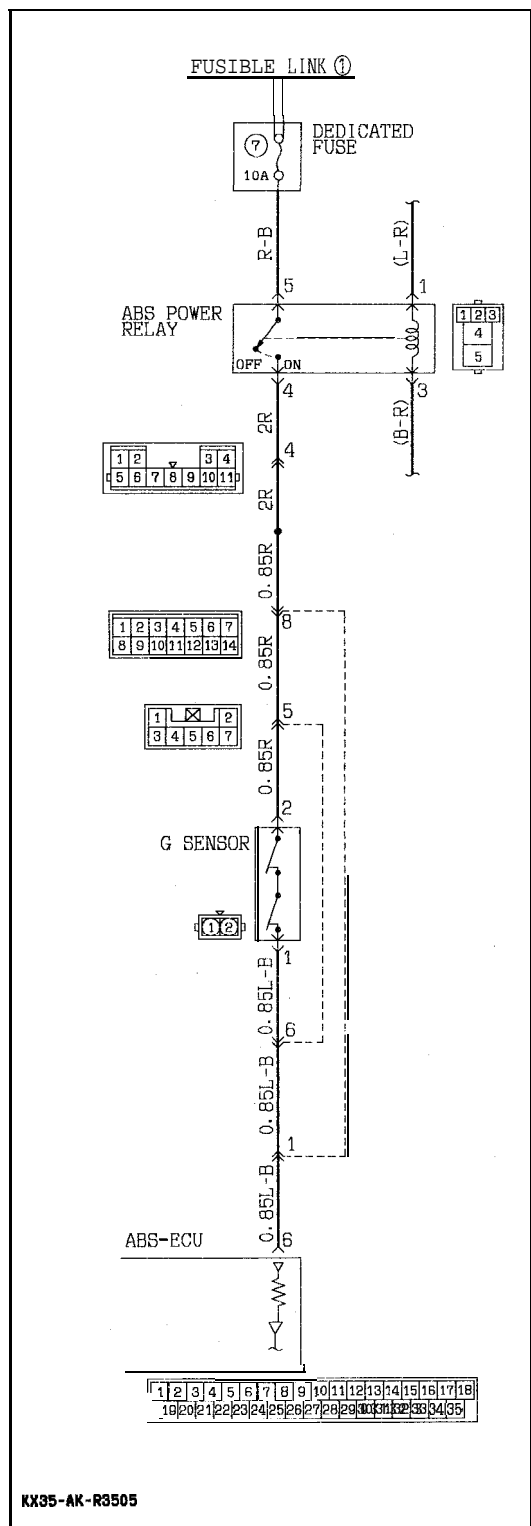 FUSIBLE LINK ①
DEDICATED
FUSE
7
10A
R-B
(L-R)
5
1
ABS POWER
RELAY
OFF
ON
1 2 3
4
5
4
3
2R
(B-R)
4
1 2 3 4
5 6 7 8 9 10 11
2R
0.85R
8
1 2 3 4 5 6 7
8 9 10 11 12 13 14
0.85R
5
1 2
3 4 5 6 7
0.85R
2
G SENSOR
1 2
1
0.85L-B
6
0.85L-B
1
0.85L-B
ABS-ECU
6
1 2 3 4 5 6 7 8 9 10 11 12 13 14 15 16 17 18
19 20 21 22 23 24 25 26 27 28 29 34 35
KX35-AK-R3505